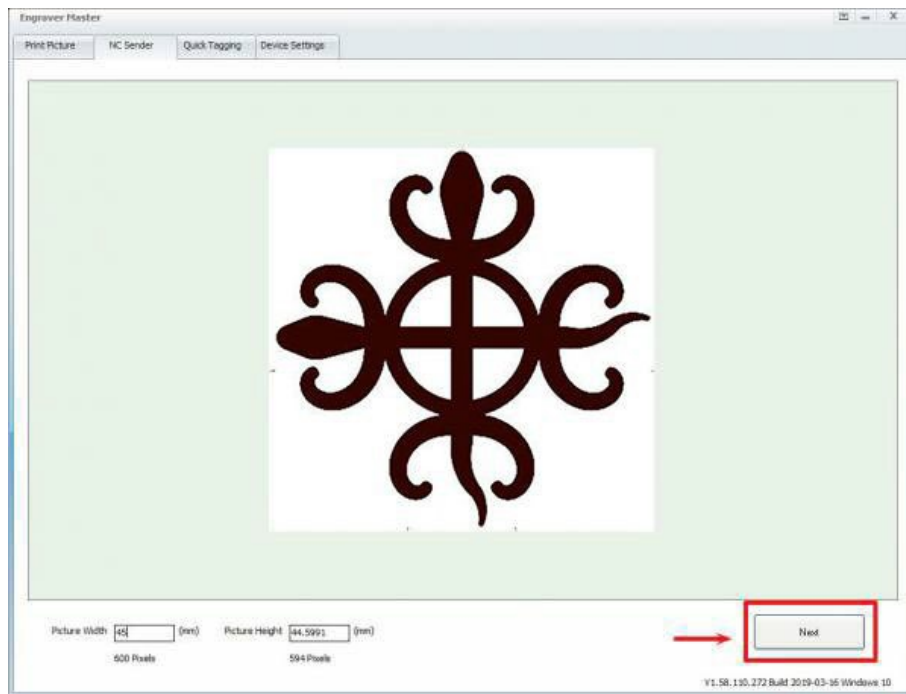 Engraver Master
Print Picture NC Sender Quick Tagging Device Settings
Picture Width 45 (mm) Picture Height 44.5991 (mm) Next
600 Pixels 594 Pixels
V1.58.110.272 Build 2019-03-16 Windows 10